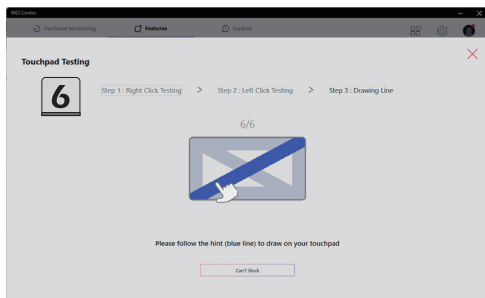 MSI Center
Hardware Monitoring
Features
Support
Touchpad Testing
6
Step 1 : Right Click Testing > Step 2 : Left Click Testing > Step 3 : Drawing Line
6/6
Please follow the hint (blue line) to draw on your touchpad
Can't Work